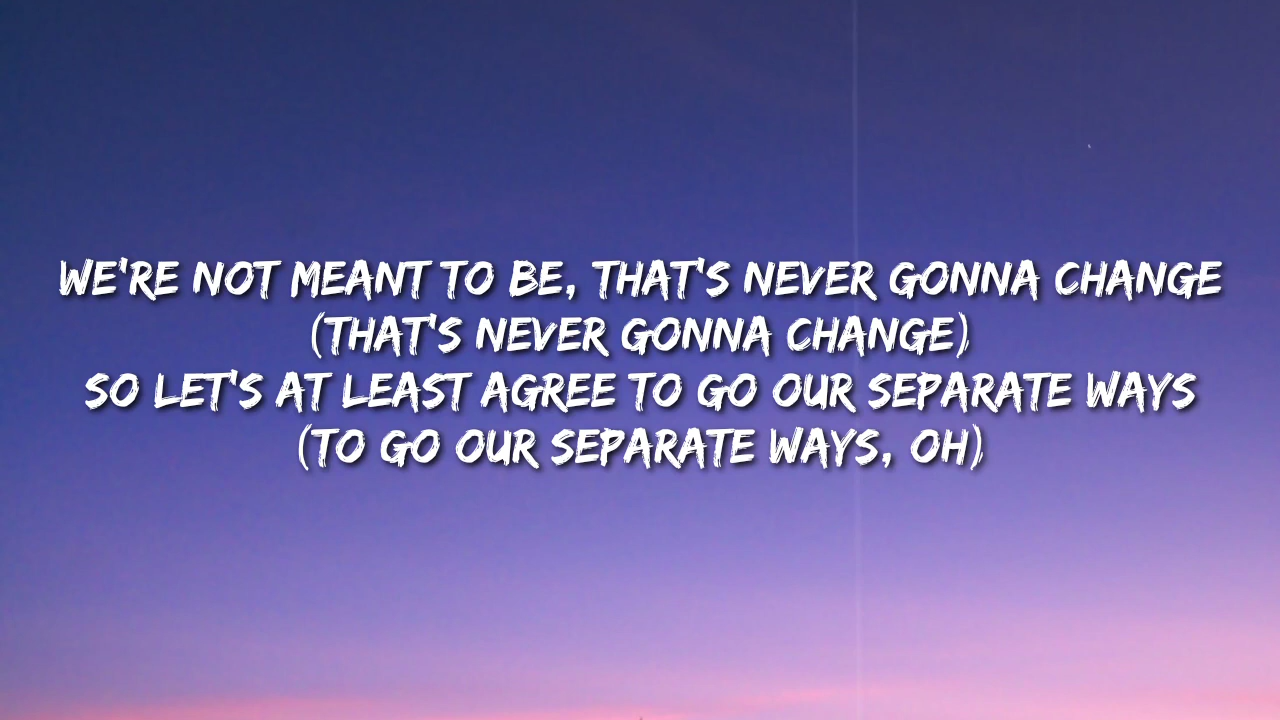 WE'RE NOT MEANT TO BE, THAT'S NEVER GONNA CHANGE
(THAT'S NEVER GONNA CHANGE)
SO LET'S AT LEAST AGREE TO GO OUR SEPARATE WAYS
(TO GO OUR SEPARATE WAYS, OH)